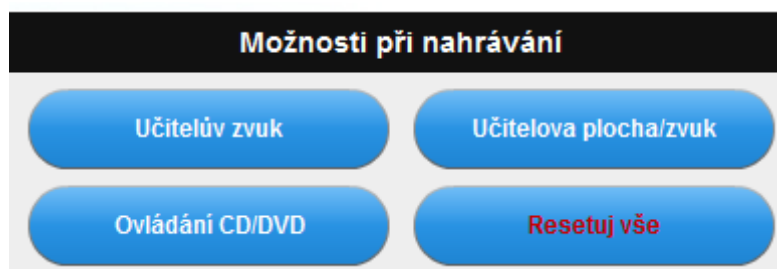 Možnosti při nahrávání
Učitelův zvuk
Učitelova plocha/zvuk
Ovládání CD/DVD
Resetuj vše